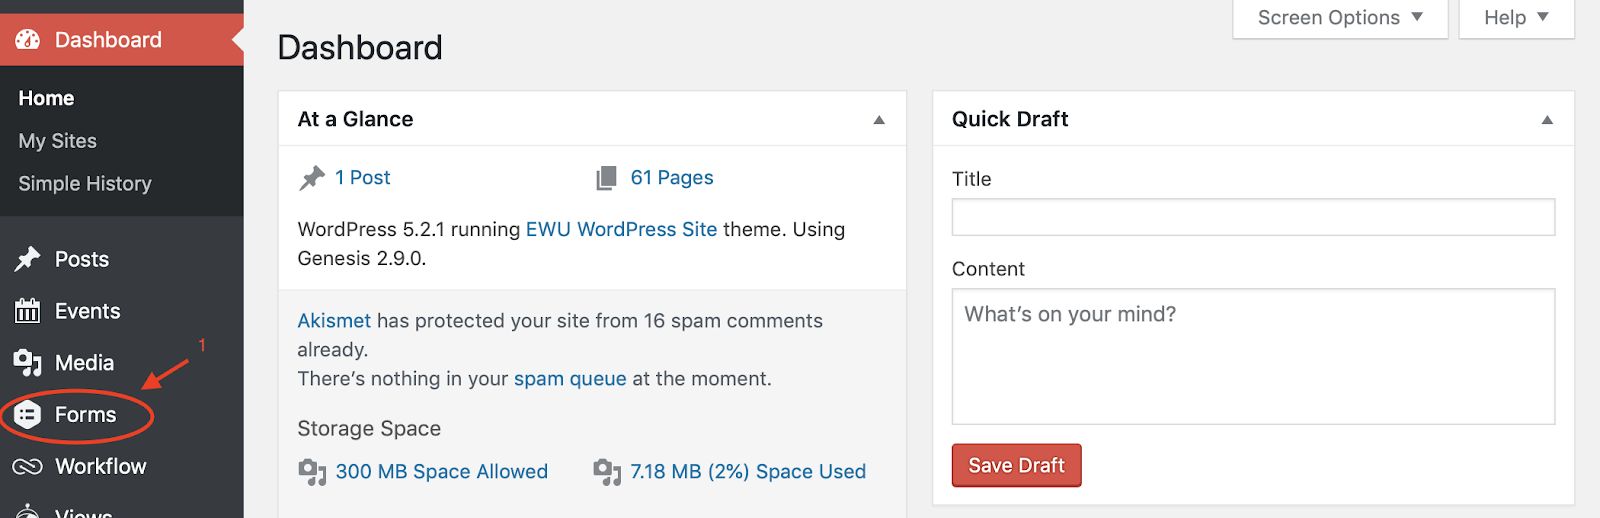 Dashboard
Home
My Sites
Simple History
Posts
Events
Media
1
Forms
Workflow
Views
Screen Options
Help
Dashboard
At a Glance
1 Post
61 Pages
WordPress 5.2.1 running EWU WordPress Site theme. Using
Genesis 2.9.0.
Akismet has protected your site from 16 spam comments
already.
There’s nothing in your spam queue at the moment.
Storage Space
300 MB Space Allowed
7.18 MB (2%) Space Used
Quick Draft
Title
Content
What’s on your mind?
Save Draft